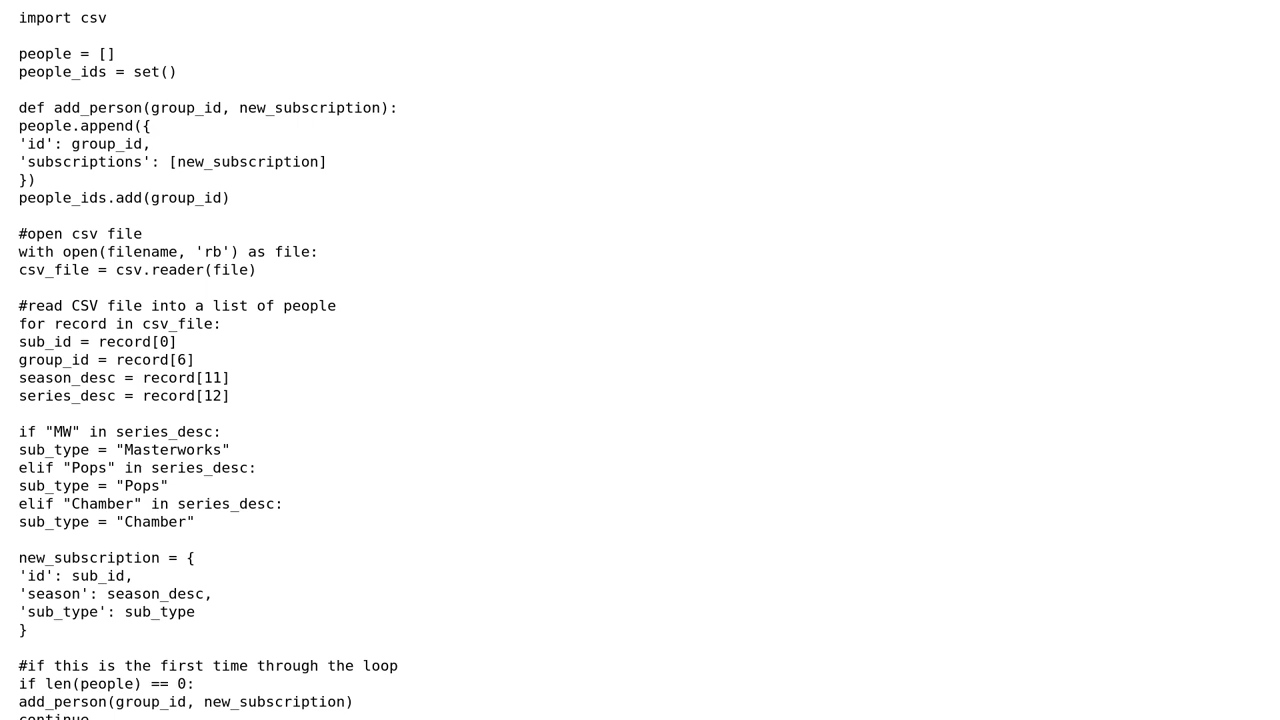 import csv
people = []
people_ids = set()
def add_person(group_id, new_subscription):
people.append({
'id': group_id,
'subscriptions': [new_subscription]
})
people_ids.add(group_id)
#open csv file
with open(filename, 'rb') as file:
csv_file = csv.reader(file)
#read CSV file into a list of people
for record in csv_file:
sub_id = record[0]
group_id = record[6]
season_desc = record[11]
series_desc = record[12]
if "MW" in series_desc:
sub_type = "Masterworks"
elif "Pops" in series_desc:
sub_type = "Pops"
elif "Chamber" in series_desc:
sub_type = "Chamber"
new_subscription = {
'id': sub_id,
'season': season_desc,
'sub_type': sub_type
}
#if this is the first time through the loop
if len(people) == 0:
add_person(group_id, new_subscription)
continue